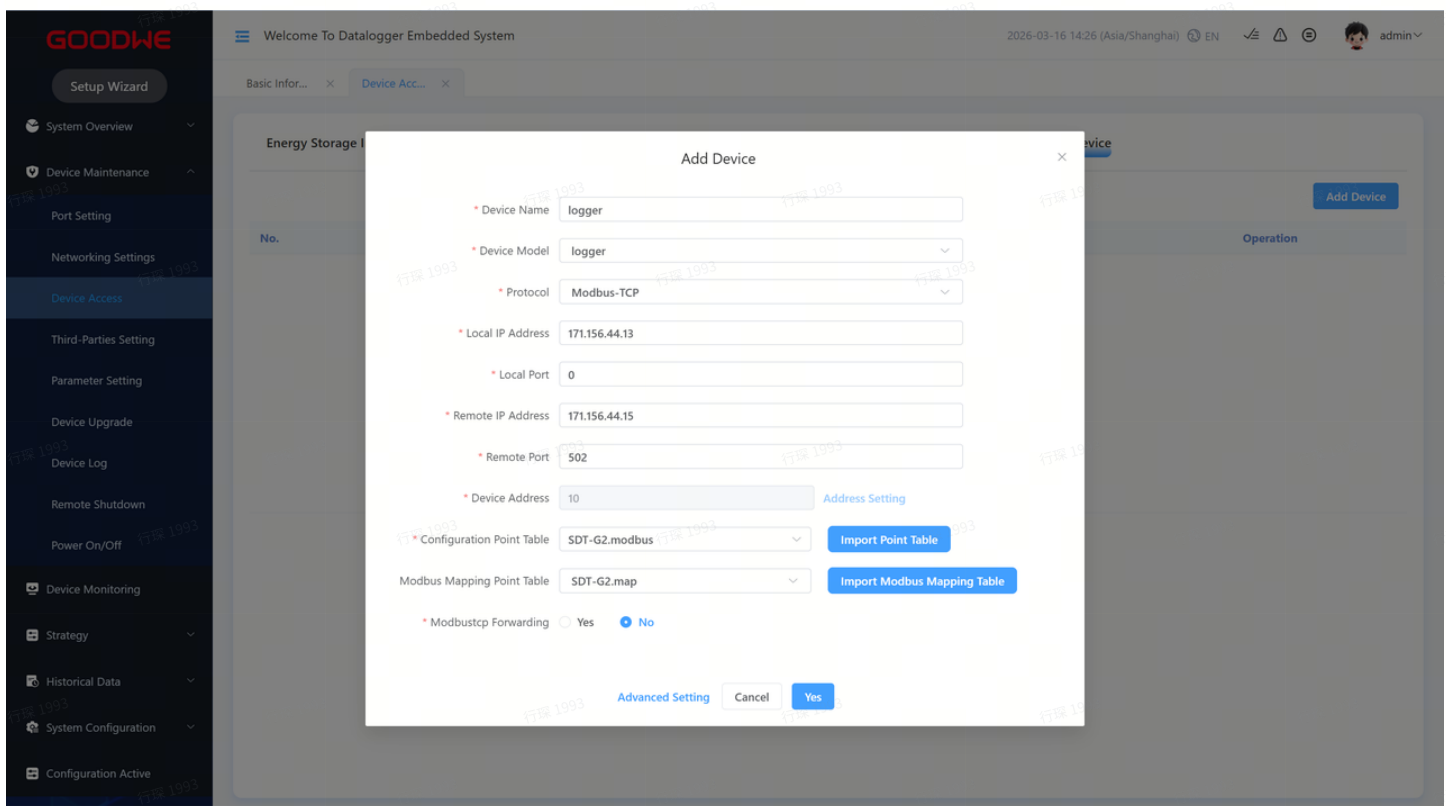 GOODWE
Welcome To Datalogger Embedded System
2026-03-16 14:26 (Asia/Shanghai) EN
admin
Setup Wizard
Basic Infor... ×
Device Acc... ×
System Overview
Energy Storage I
evice
Device Maintenance
Add Device
Port Setting
No.
Operation
Networking Settings
Device Access
Third-Parties Setting
Parameter Setting
Device Upgrade
Device Log
Remote Shutdown
Power On/Off
Device Monitoring
Strategy
Historical Data
System Configuration
Configuration Active
Add Device
* Device Name logger
* Device Model logger
* Protocol Modbus-TCP
* Local IP Address 171.156.44.13
* Local Port 0
* Remote IP Address 171.156.44.15
* Remote Port 502
* Device Address 10 Address Setting
* Configuration Point Table SDT-G2.modbus Import Point Table
Modbus Mapping Point Table SDT-G2.map Import Modbus Mapping Table
* Modbustcp Forwarding Yes No
Advanced Setting Cancel Yes
行琛 1993